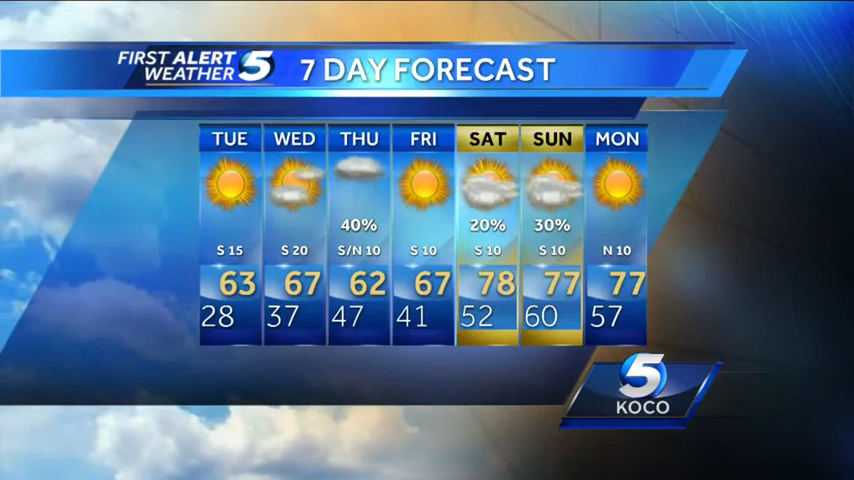 FIRST ALERT
WEATHER 5
7 DAY FORECAST
TUE WED THU FRI SAT SUN MON
40% 20% 30%
S 15 S 20 S/N 10 S 10 S 10 S 10 N 10
63 67 62 67 78 77 77
28 37 47 41 52 60 57
5
KOCO